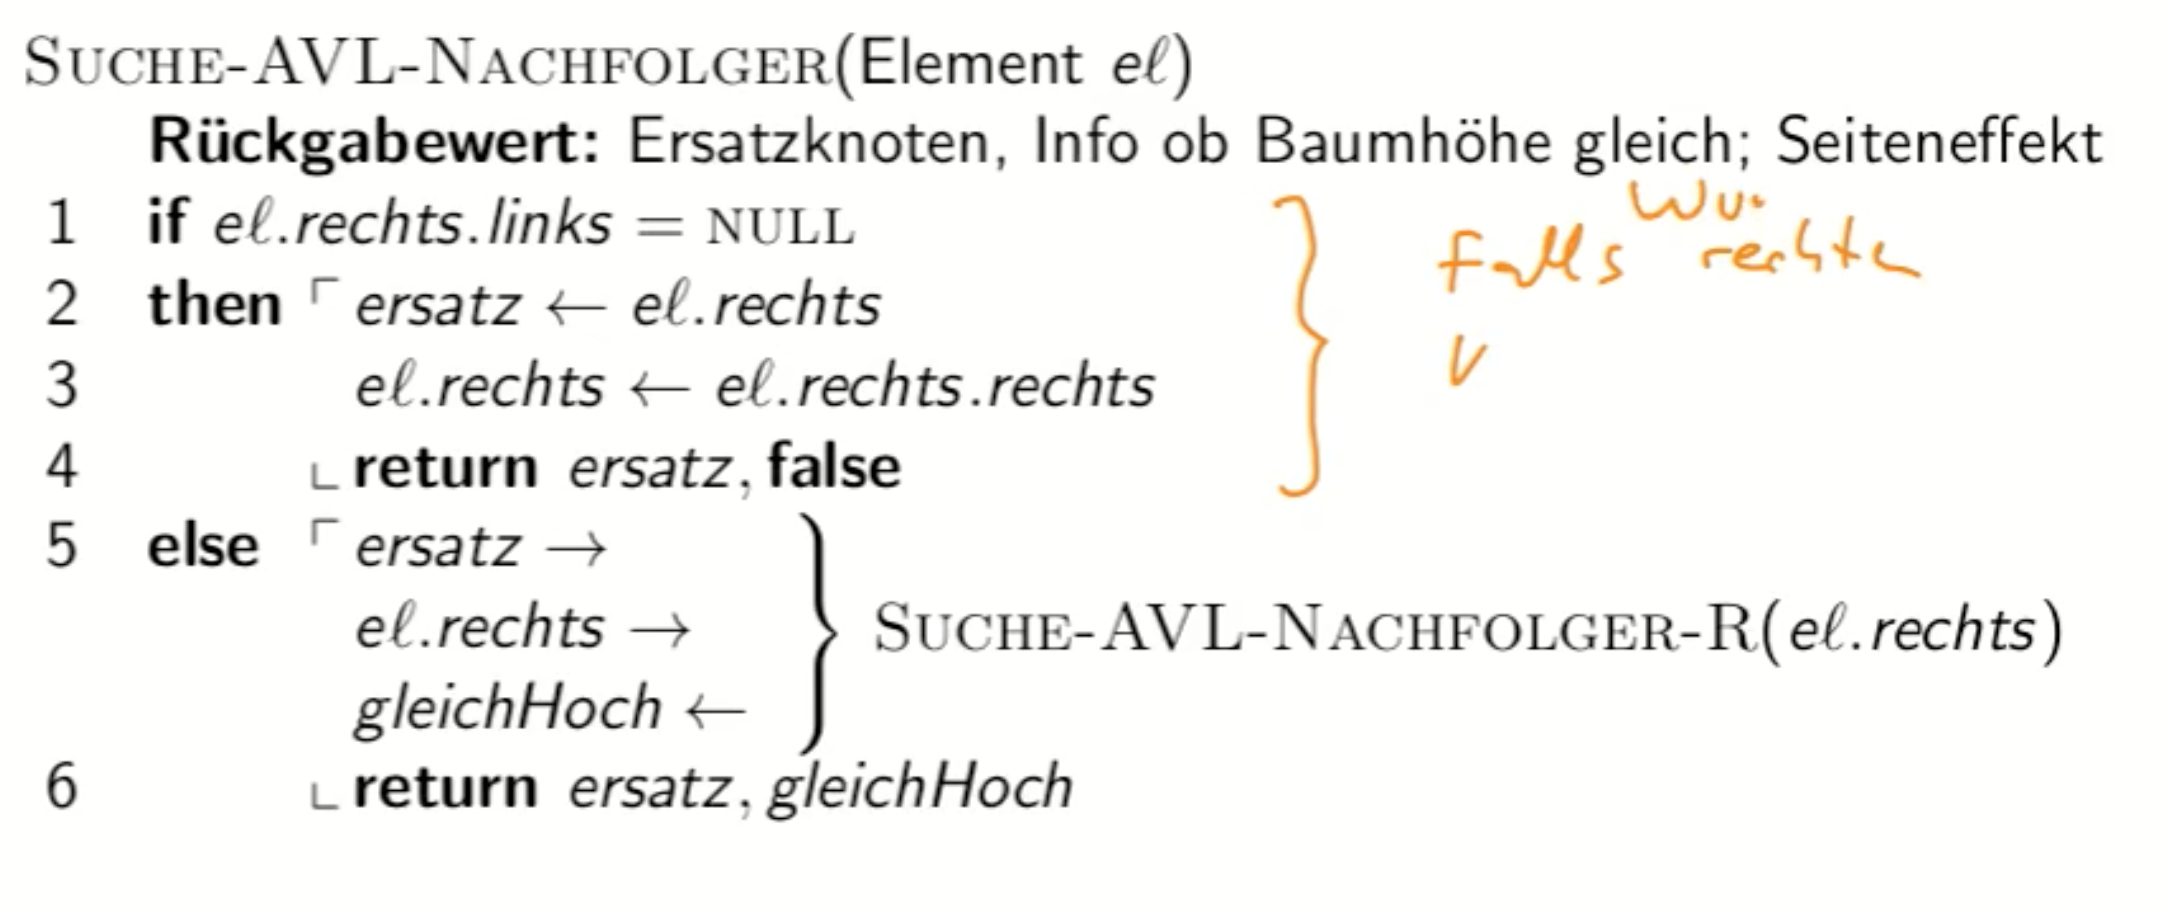 SUCHE-AVL-NACHFOLGER(Element eℓ)
Rückgabewert: Ersatzknoten, Info ob Baumhöhe gleich; Seiteneffekt
1 if eℓ.rechts.links = NULL
2 then ⌜ ersatz ← eℓ.rechts
3 eℓ.rechts ← eℓ.rechts.rechts
4 ⌞ return ersatz, false
5 else ⌜ ersatz →
eℓ.rechts →
gleichHoch ←
SUCHE-AVL-NACHFOLGER-R(eℓ.rechts)
6 ⌞ return ersatz, gleichHoch
Falls rechte
V